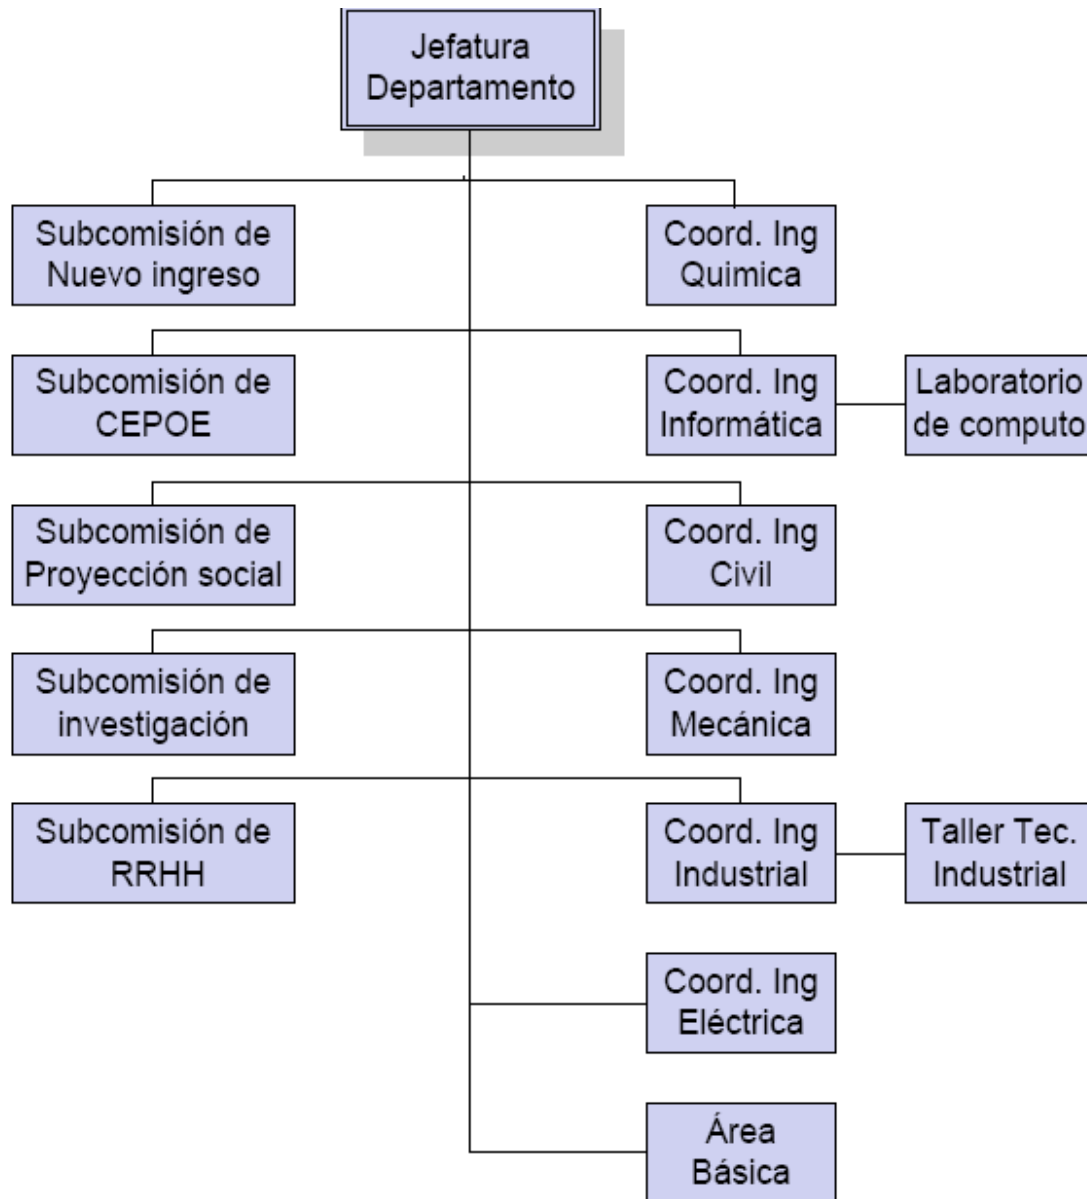 Jefatura
Departamento
Subcomisión de
Nuevo ingreso
Coord. Ing
Quimica
Subcomisión de
CEPOE
Coord. Ing
Informática
Laboratorio
de computo
Subcomisión de
Proyección social
Coord. Ing
Civil
Subcomisión de
investigación
Coord. Ing
Mecánica
Subcomisión de
RRHH
Coord. Ing
Industrial
Taller Tec.
Industrial
Coord. Ing
Eléctrica
Área
Básica